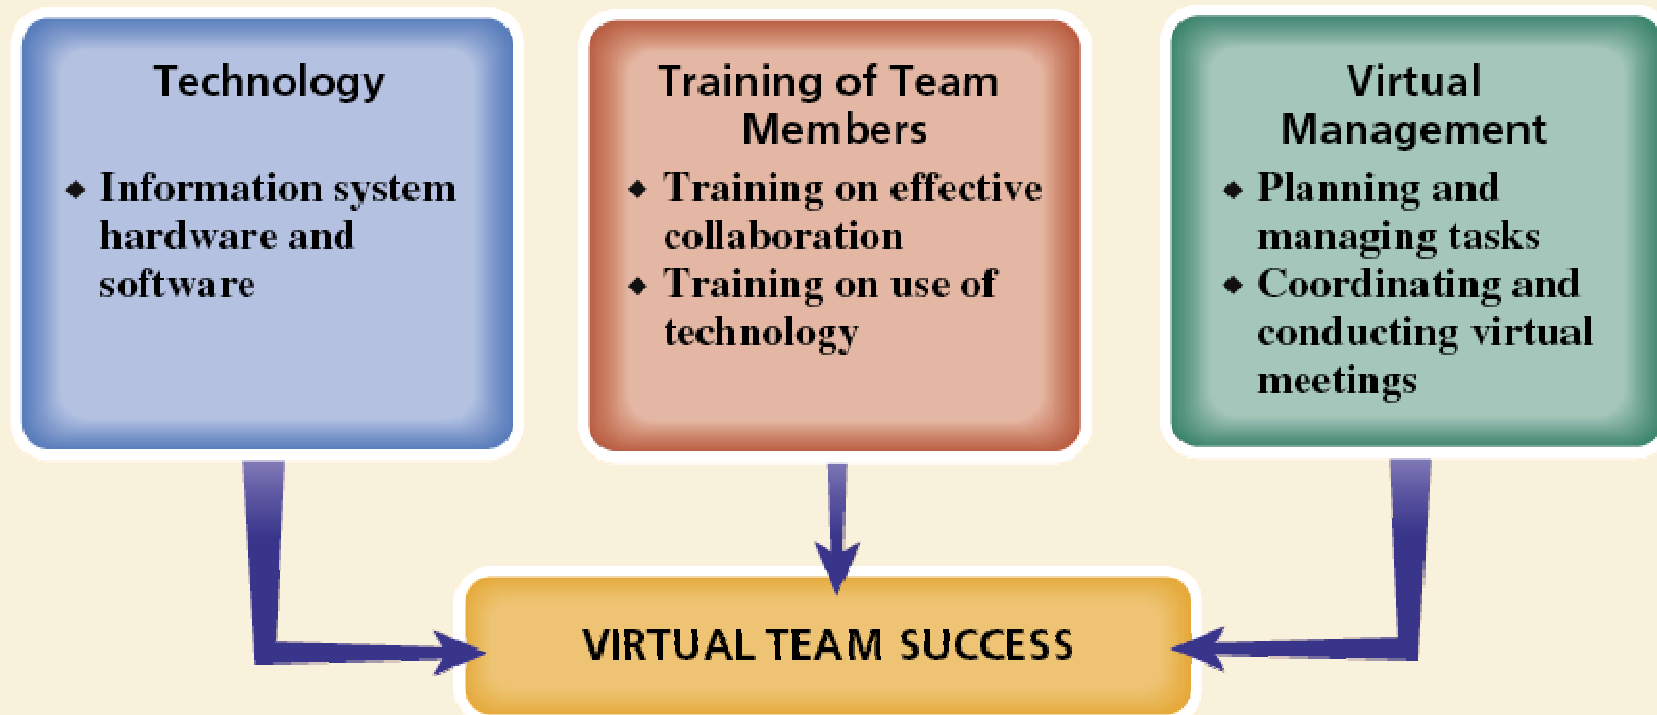 Technology
◆ Information system
hardware and
software
Training of Team
Members
◆ Training on effective
collaboration
◆ Training on use of
technology
Virtual
Management
◆ Planning and
managing tasks
◆ Coordinating and
conducting virtual
meetings
VIRTUAL TEAM SUCCESS